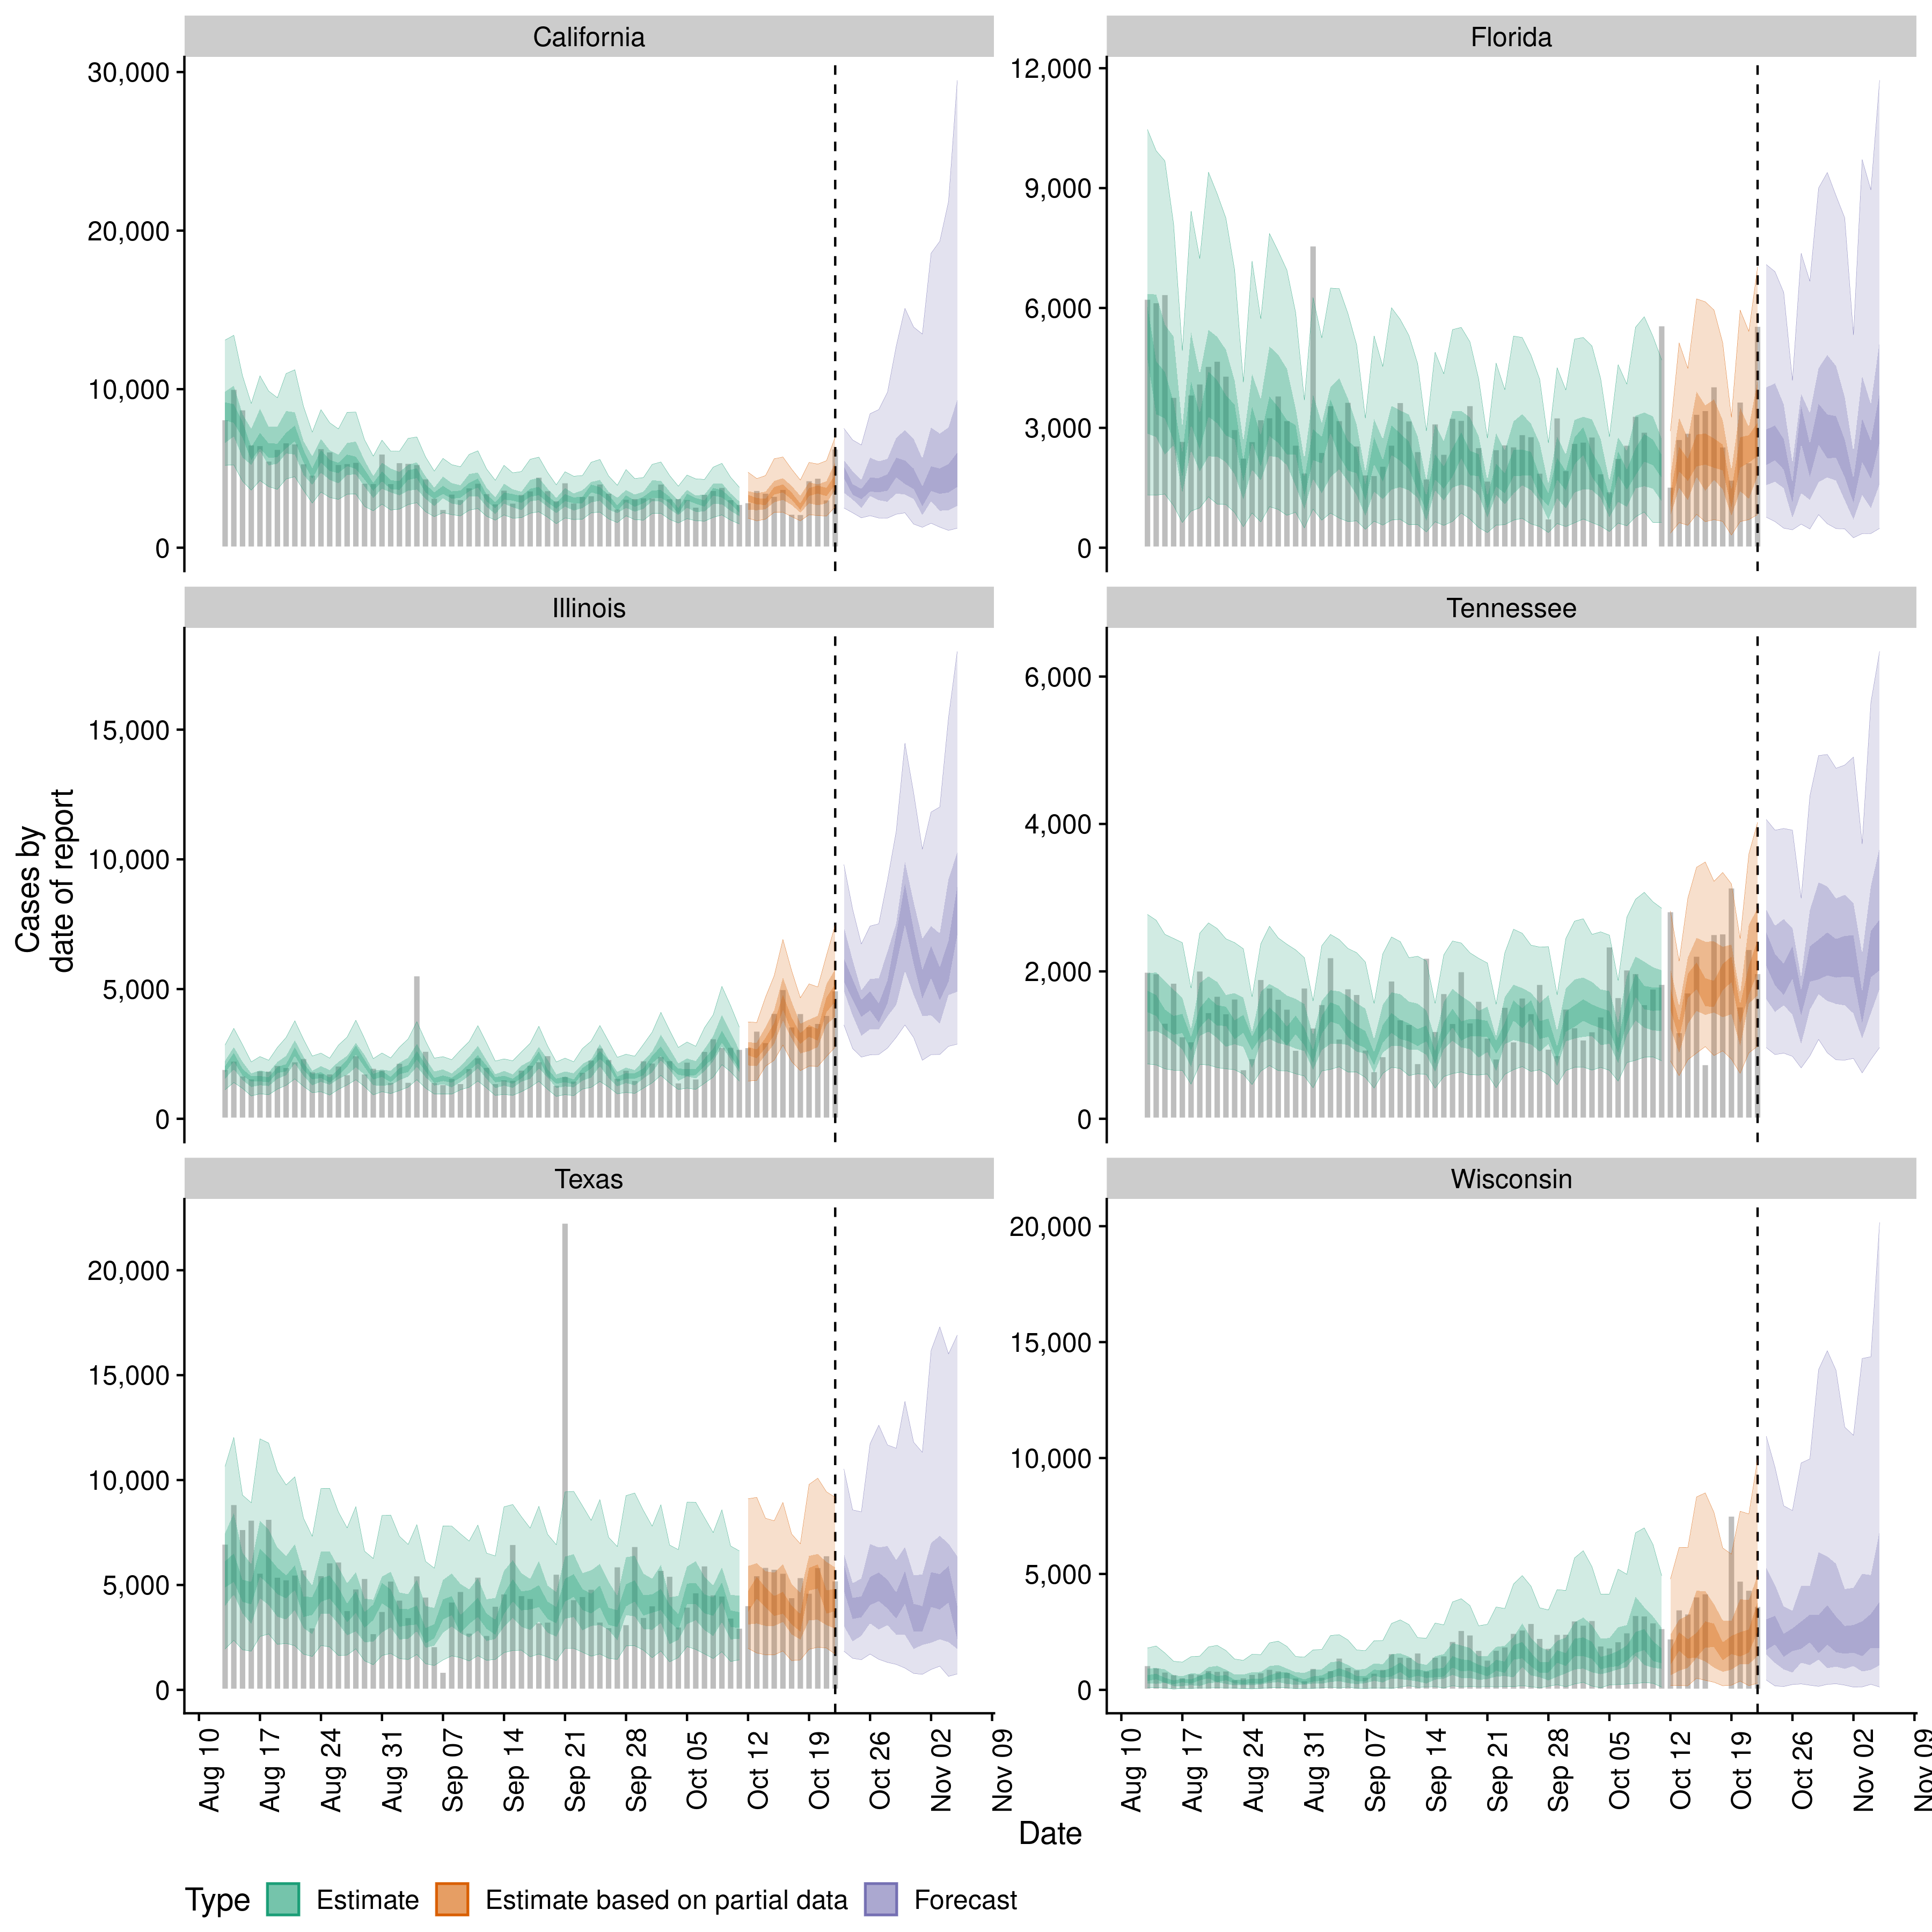 California
Florida
30,000
20,000
10,000
0
12,000
9,000
6,000
3,000
0
Illinois
Tennessee
15,000
10,000
5,000
0
6,000
4,000
2,000
0
Cases by
date of report
Texas
Wisconsin
20,000
15,000
10,000
5,000
0
20,000
15,000
10,000
5,000
0
Aug 10
Aug 17
Aug 24
Aug 31
Sep 07
Sep 14
Sep 21
Sep 28
Oct 05
Oct 12
Oct 19
Oct 26
Nov 02
Nov 09
Aug 10
Aug 17
Aug 24
Aug 31
Sep 07
Sep 14
Sep 21
Sep 28
Oct 05
Oct 12
Oct 19
Oct 26
Nov 02
Nov 09
Date
Type Estimate Estimate based on partial data Forecast